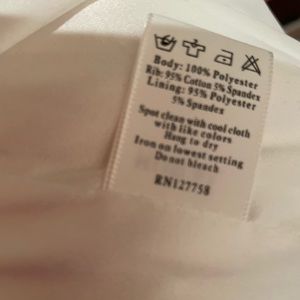 Body: 100% Polyester
Rib: 95% Cotton 5% Spandex
Lining: 95% Polyester
5% Spandex
Spot clean with cool cloth
with like colors
Hang to dry
Iron on lowest setting
Do not bleach
RN127758